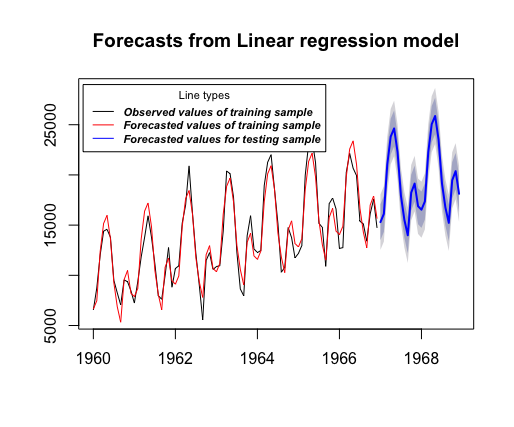 Forecasts from Linear regression model
Line types
Observed values of training sample
Forecasted values of training sample
Forecasted values for testing sample
25000
15000
5000
1960 1962 1964 1966 1968